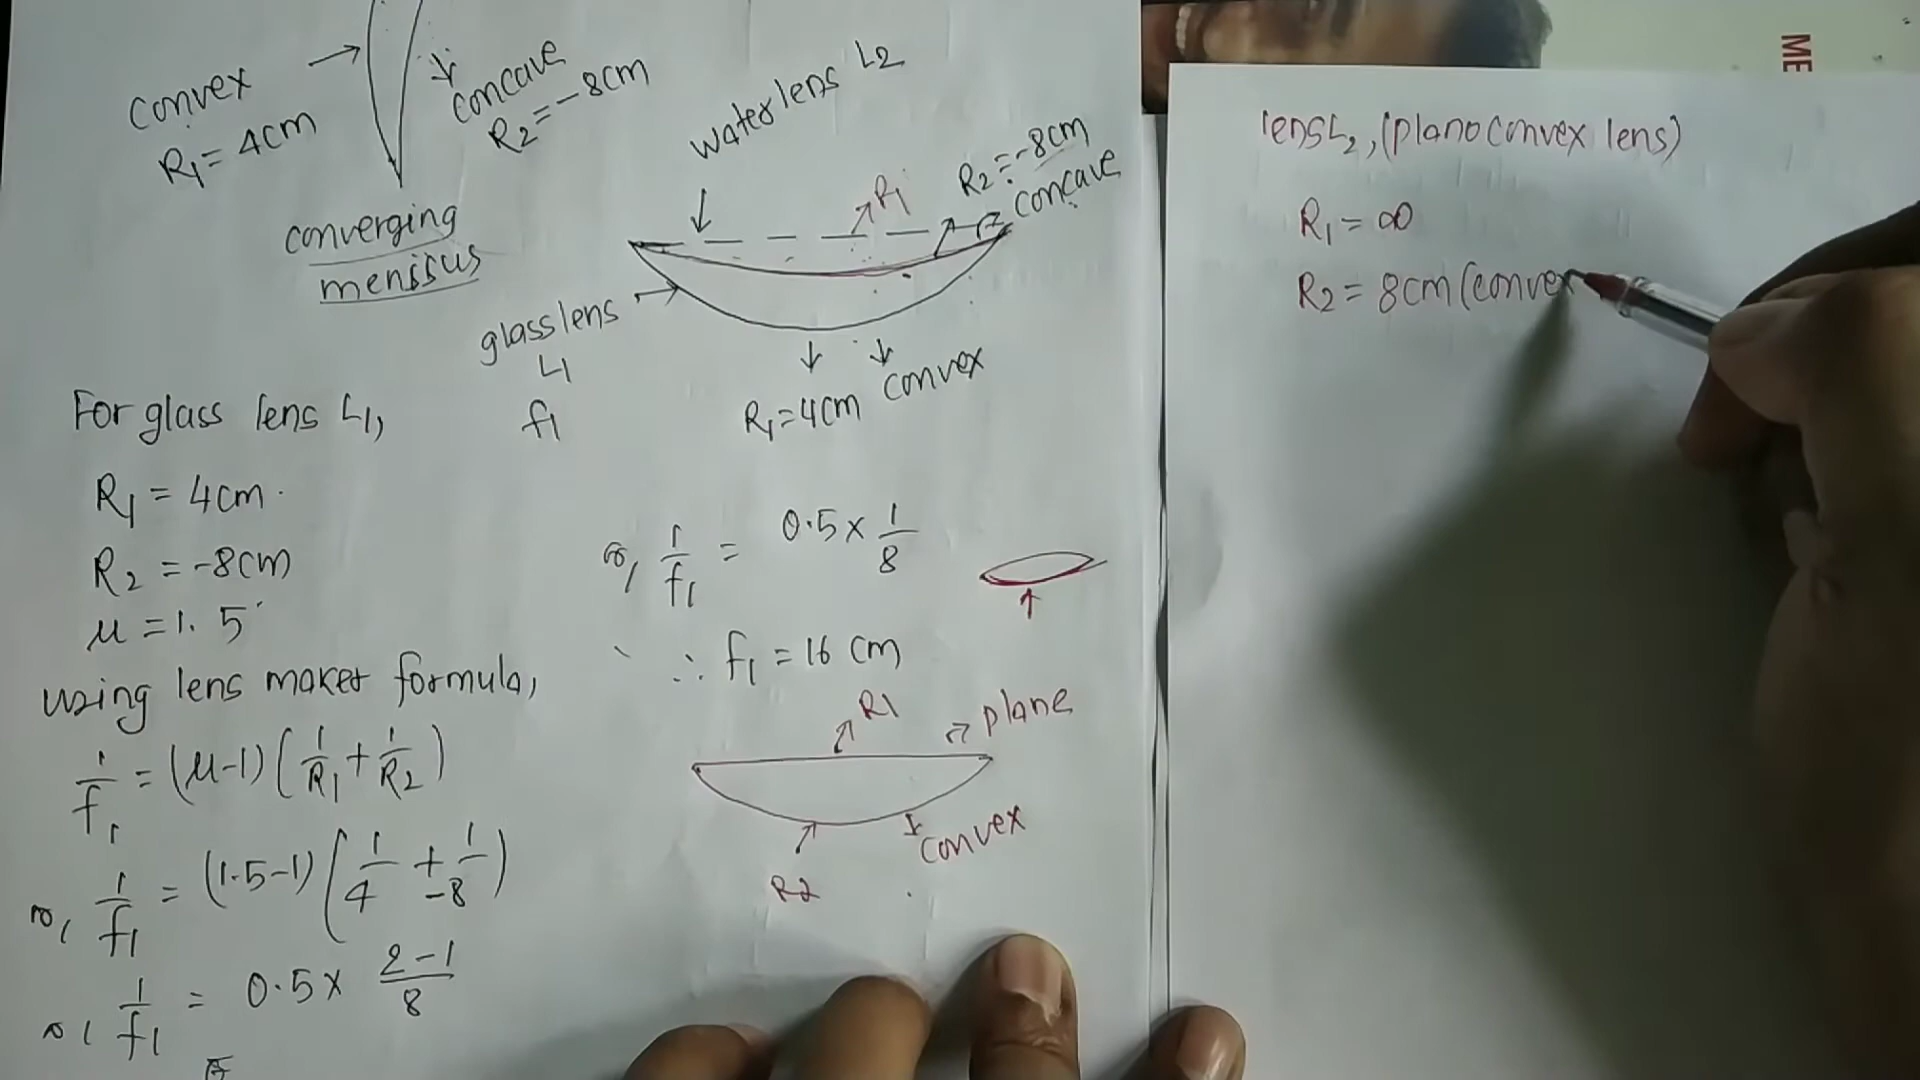 convex
R1 = 4cm
concave
R2 = -8cm
converging
menissus
water lens L2
R1
R2 = -8cm
concave
glass lens
L1
f1
R1 = 4cm
convex
For glass lens L1,
R1 = 4cm.
R2 = -8cm
μ = 1.5
using lens maker formula,
1/f1 = (μ-1) (1/R1 + 1/R2)
or, 1/f1 = (1.5-1) (1/4 + 1/-8)
or, 1/f1 = 0.5 × 2-1/8
or, 1/f1 = 0.5 × 1/8
∴ f1 = 16 cm
R1
plane
convex
R2
lens L2, (plano convex lens)
R1 = ∞
R2 = 8cm (convex
ME